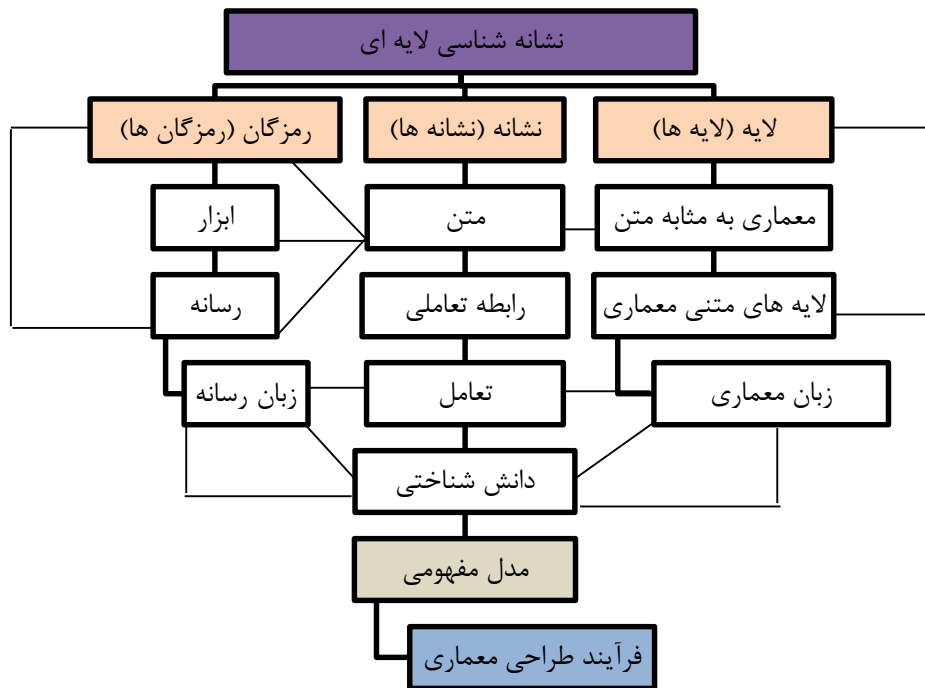 نشانه شناسی لایه ای
لایه (لایه ها)
نشانه (نشانه ها)
رمزگان (رمزگان ها)
معماری به مثابه متن
متن
ابزار
لایه های متنی معماری
رابطه تعاملی
رسانه
زبان معماری
تعامل
زبان رسانه
دانش شناختی
مدل مفهومی
فرآیند طراحی معماری